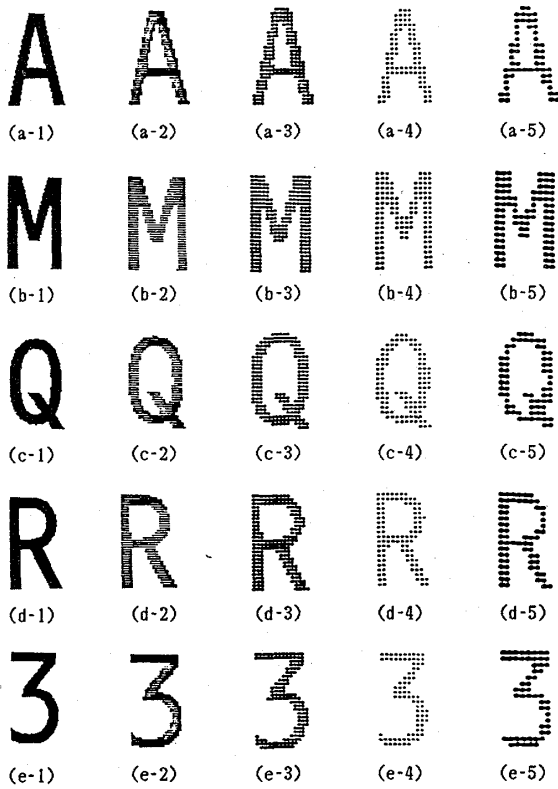 A A A A A
(a-1) (a-2) (a-3) (a-4) (a-5)
M M M M M
(b-1) (b-2) (b-3) (b-4) (b-5)
Q Q Q Q Q
(c-1) (c-2) (c-3) (c-4) (c-5)
R R R R R
(d-1) (d-2) (d-3) (d-4) (d-5)
3 3 3 3 3
(e-1) (e-2) (e-3) (e-4) (e-5)